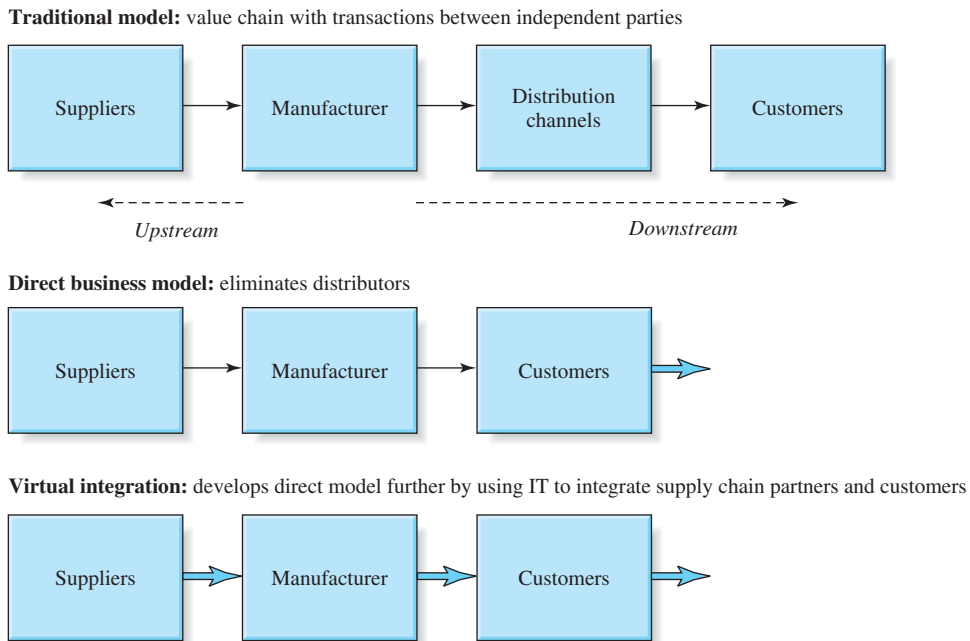 Traditional model: value chain with transactions between independent parties
Suppliers
Manufacturer
Distribution
channels
Customers
Upstream
Downstream
Direct business model: eliminates distributors
Suppliers
Manufacturer
Customers
Virtual integration: develops direct model further by using IT to integrate supply chain partners and customers
Suppliers
Manufacturer
Customers